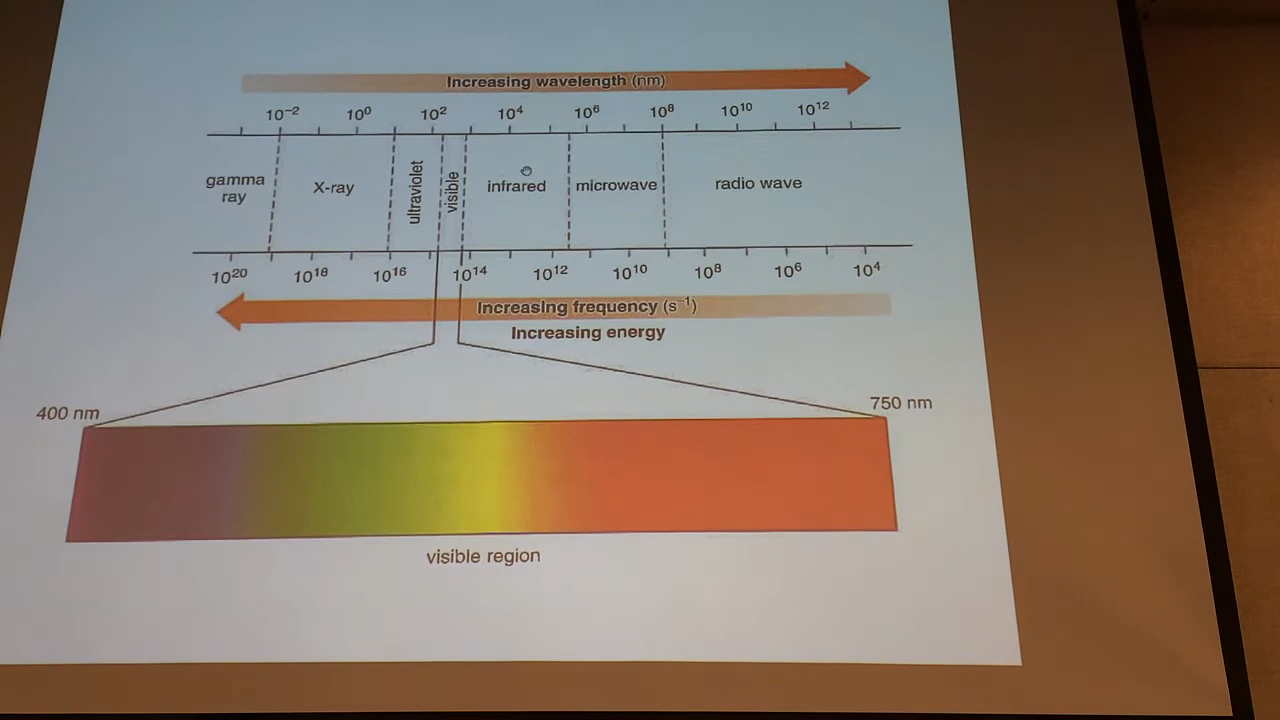 Increasing wavelength (nm)
10⁻² 10⁰ 10² 10⁴ 10⁶ 10⁸ 10¹⁰ 10¹²
gamma ray
X-ray
ultraviolet
visible
infrared
microwave
radio wave
10²⁰ 10¹⁸ 10¹⁶ 10¹⁴ 10¹² 10¹⁰ 10⁸ 10⁶ 10⁴
Increasing frequency (s⁻¹)
Increasing energy
400 nm
750 nm
visible region